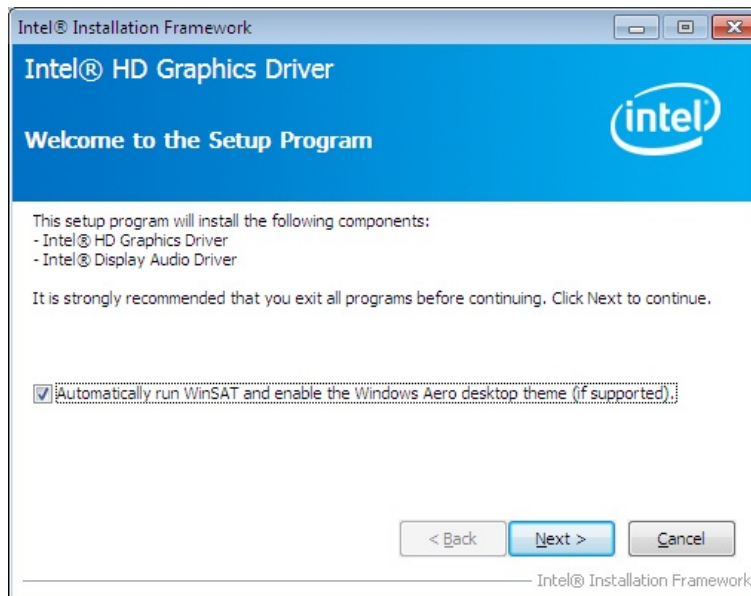 Intel® Installation Framework
Intel® HD Graphics Driver
Welcome to the Setup Program
intel
This setup program will install the following components:
- Intel® HD Graphics Driver
- Intel® Display Audio Driver
It is strongly recommended that you exit all programs before continuing. Click Next to continue.
Automatically run WinSAT and enable the Windows Aero desktop theme (if supported).
< Back
Next >
Cancel
Intel® Installation Framework